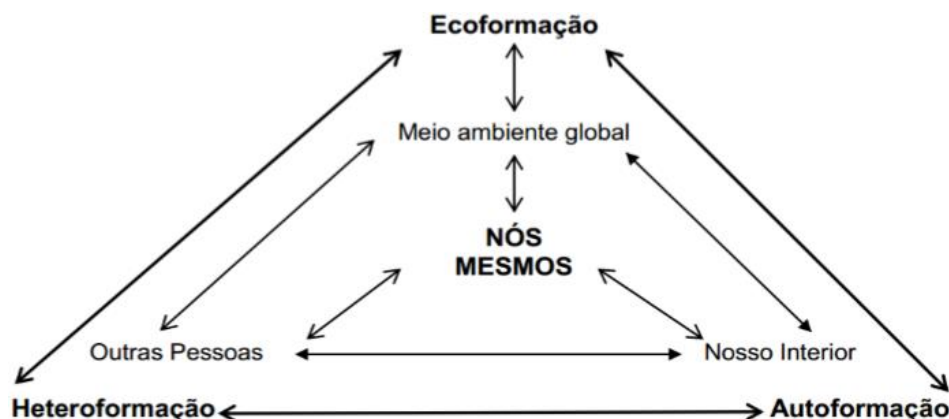 Ecoformação
Meio ambiente global
NÓS
MESMOS
Outras Pessoas
Nosso Interior
Heteroformação
Autoformação